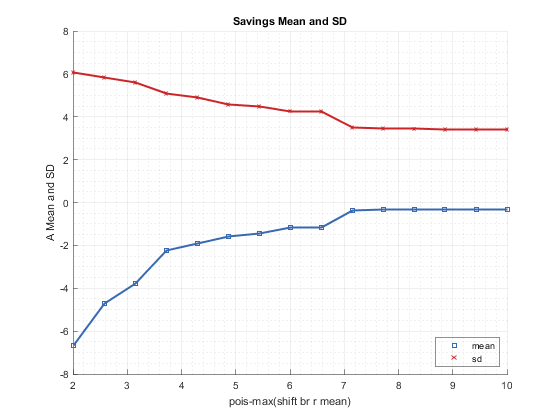 Savings Mean and SD
8
6
4
2
0
-2
-4
-6
-8
A Mean and SD
2 3 4 5 6 7 8 9 10
pois-max(shift br r mean)
mean
sd